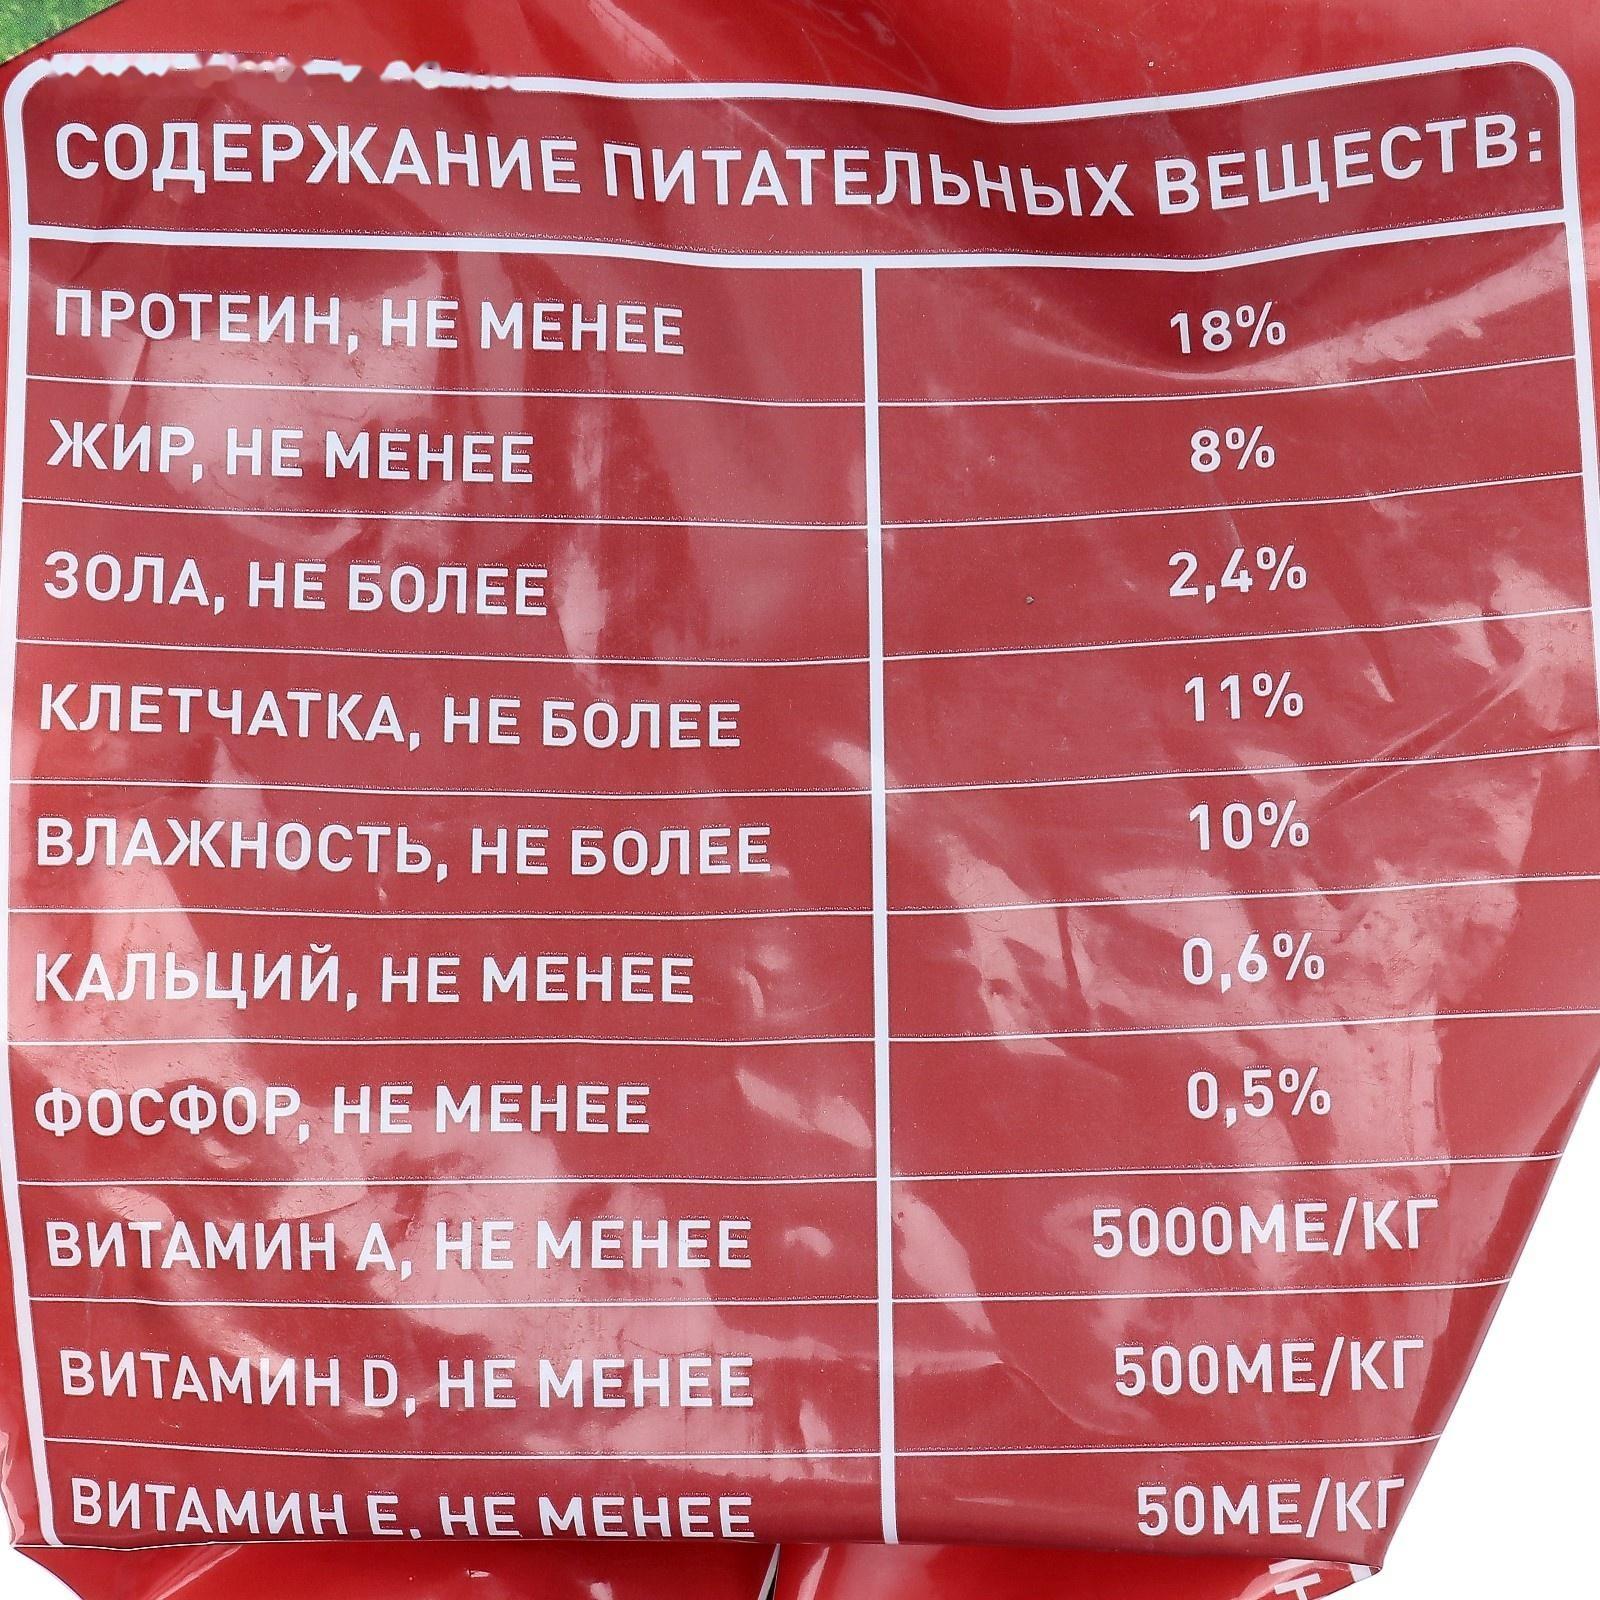 СОДЕРЖАНИЕ ПИТАТЕЛЬНЫХ ВЕЩЕСТВ:
ПРОТЕИН, НЕ МЕНЕЕ 18%
ЖИР, НЕ МЕНЕЕ 8%
ЗОЛА, НЕ БОЛЕЕ 2,4%
КЛЕТЧАТКА, НЕ БОЛЕЕ 11%
ВЛАЖНОСТЬ, НЕ БОЛЕЕ 10%
КАЛЬЦИЙ, НЕ МЕНЕЕ 0,6%
ФОСФОР, НЕ МЕНЕЕ 0,5%
ВИТАМИН А, НЕ МЕНЕЕ 5000МЕ/КГ
ВИТАМИН D, НЕ МЕНЕЕ 500МЕ/КГ
ВИТАМИН Е, НЕ МЕНЕЕ 50МЕ/КГ